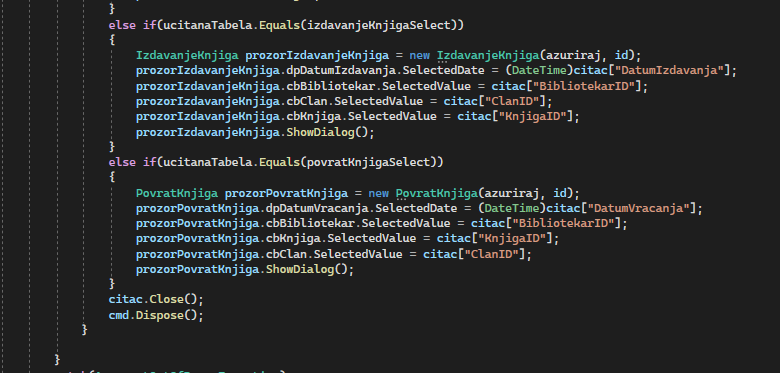 }
else if(ucitanaTabela.Equals(izdavanjeKnjigaSelect))
{
IzdavanjeKnjiga prozorIzdavanjeKnjiga = new IzdavanjeKnjiga(azuriraj, id);
prozorIzdavanjeKnjiga.dpDatumIzdavanja.SelectedDate = (DateTime)citac["DatumIzdavanja"];
prozorIzdavanjeKnjiga.cbBibliotekar.SelectedValue = citac["BibliotekarID"];
prozorIzdavanjeKnjiga.cbClan.SelectedValue = citac["ClanID"];
prozorIzdavanjeKnjiga.cbKnjiga.SelectedValue = citac["KnjigaID"];
prozorIzdavanjeKnjiga.ShowDialog();
}
else if(ucitanaTabela.Equals(povratKnjigaSelect))
{
PovratKnjiga prozorPovratKnjiga = new PovratKnjiga(azuriraj, id);
prozorPovratKnjiga.dpDatumVracanja.SelectedDate = (DateTime)citac["DatumVracanja"];
prozorPovratKnjiga.cbBibliotekar.SelectedValue = citac["BibliotekarID"];
prozorPovratKnjiga.cbKnjiga.SelectedValue = citac["KnjigaID"];
prozorPovratKnjiga.cbClan.SelectedValue = citac["ClanID"];
prozorPovratKnjiga.ShowDialog();
}
citac.Close();
cmd.Dispose();
}
}